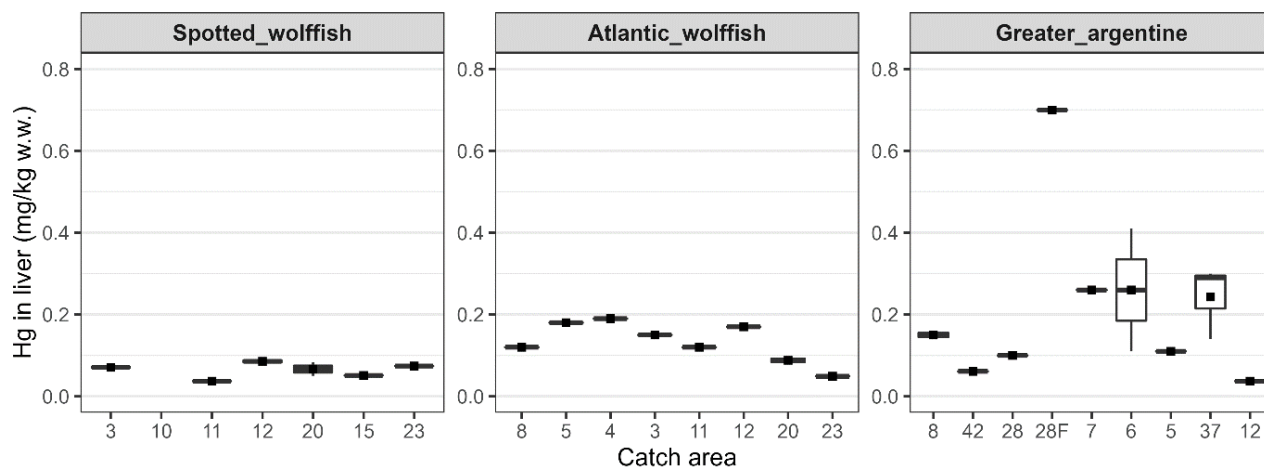 Spotted_wolffish Atlantic_wolffish Greater_argentine
Hg in liver (mg/kg w.w.)
0.8 0.8 0.8
0.6 0.6 0.6
0.4 0.4 0.4
0.2 0.2 0.2
0.0 0.0 0.0
3 10 11 12 20 15 23 8 5 4 3 11 12 20 23 8 42 28 28F 7 6 5 37 12
Catch area